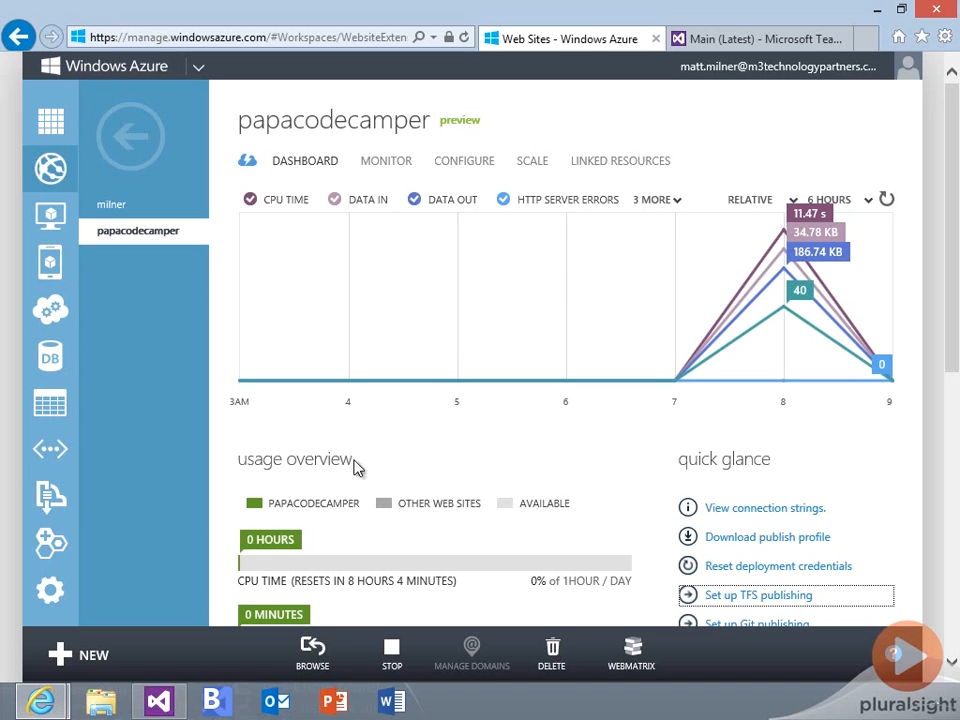 https://manage.windowsazure.com/#Workspaces/WebsiteExten
Web Sites - Windows Azure
Main (Latest) - Microsoft Tea...
Windows Azure
matt.milner@m3technologypartners.c...
papacodecamper preview
DASHBOARD MONITOR CONFIGURE SCALE LINKED RESOURCES
milner
papacodecamper
CPU TIME DATA IN DATA OUT HTTP SERVER ERRORS 3 MORE RELATIVE 6 HOURS
11.47 s
34.78 KB
186.74 KB
40
0
3AM 4 5 6 7 8 9
usage overview
quick glance
PAPACODECAMPER OTHER WEB SITES AVAILABLE
View connection strings.
0 HOURS
Download publish profile
Reset deployment credentials
CPU TIME (RESETS IN 8 HOURS 4 MINUTES) 0% of 1HOUR / DAY
Set up TFS publishing
0 MINUTES
Set up Git publishing
DB
NEW
BROWSE STOP MANAGE DOMAINS DELETE WEBMATRIX
pluralsight